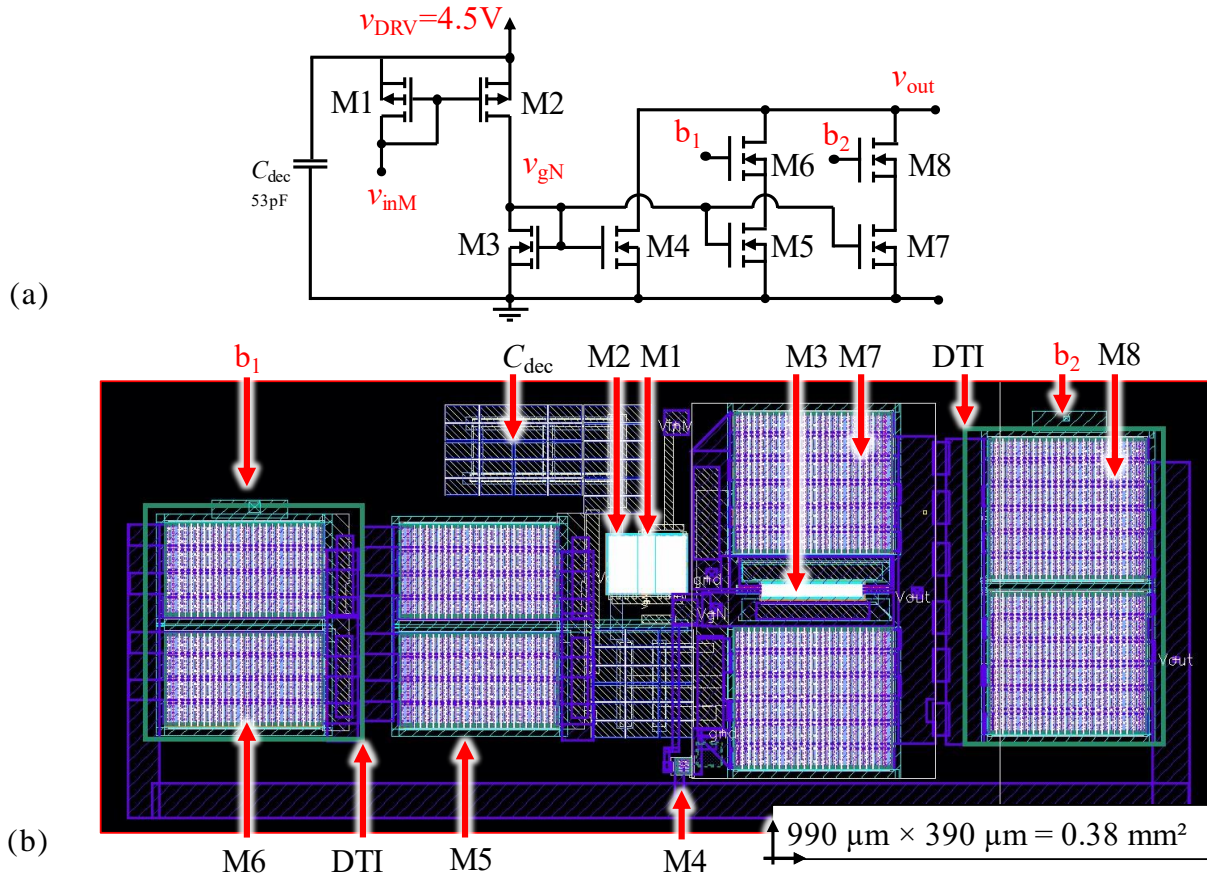 vDRV=4.5V
M1
M2
vout
b1
b2
M6
M8
Cdec
53pF
vinM
vgN
M3
M4
M5
M7
(a)
b1
Cdec
M2
M1
M3
M7
DTI
b2
M8
VinM
gnd
VgN
Vout
Vout
gnd
990 µm × 390 µm = 0.38 mm²
(b)
M6
DTI
M5
M4